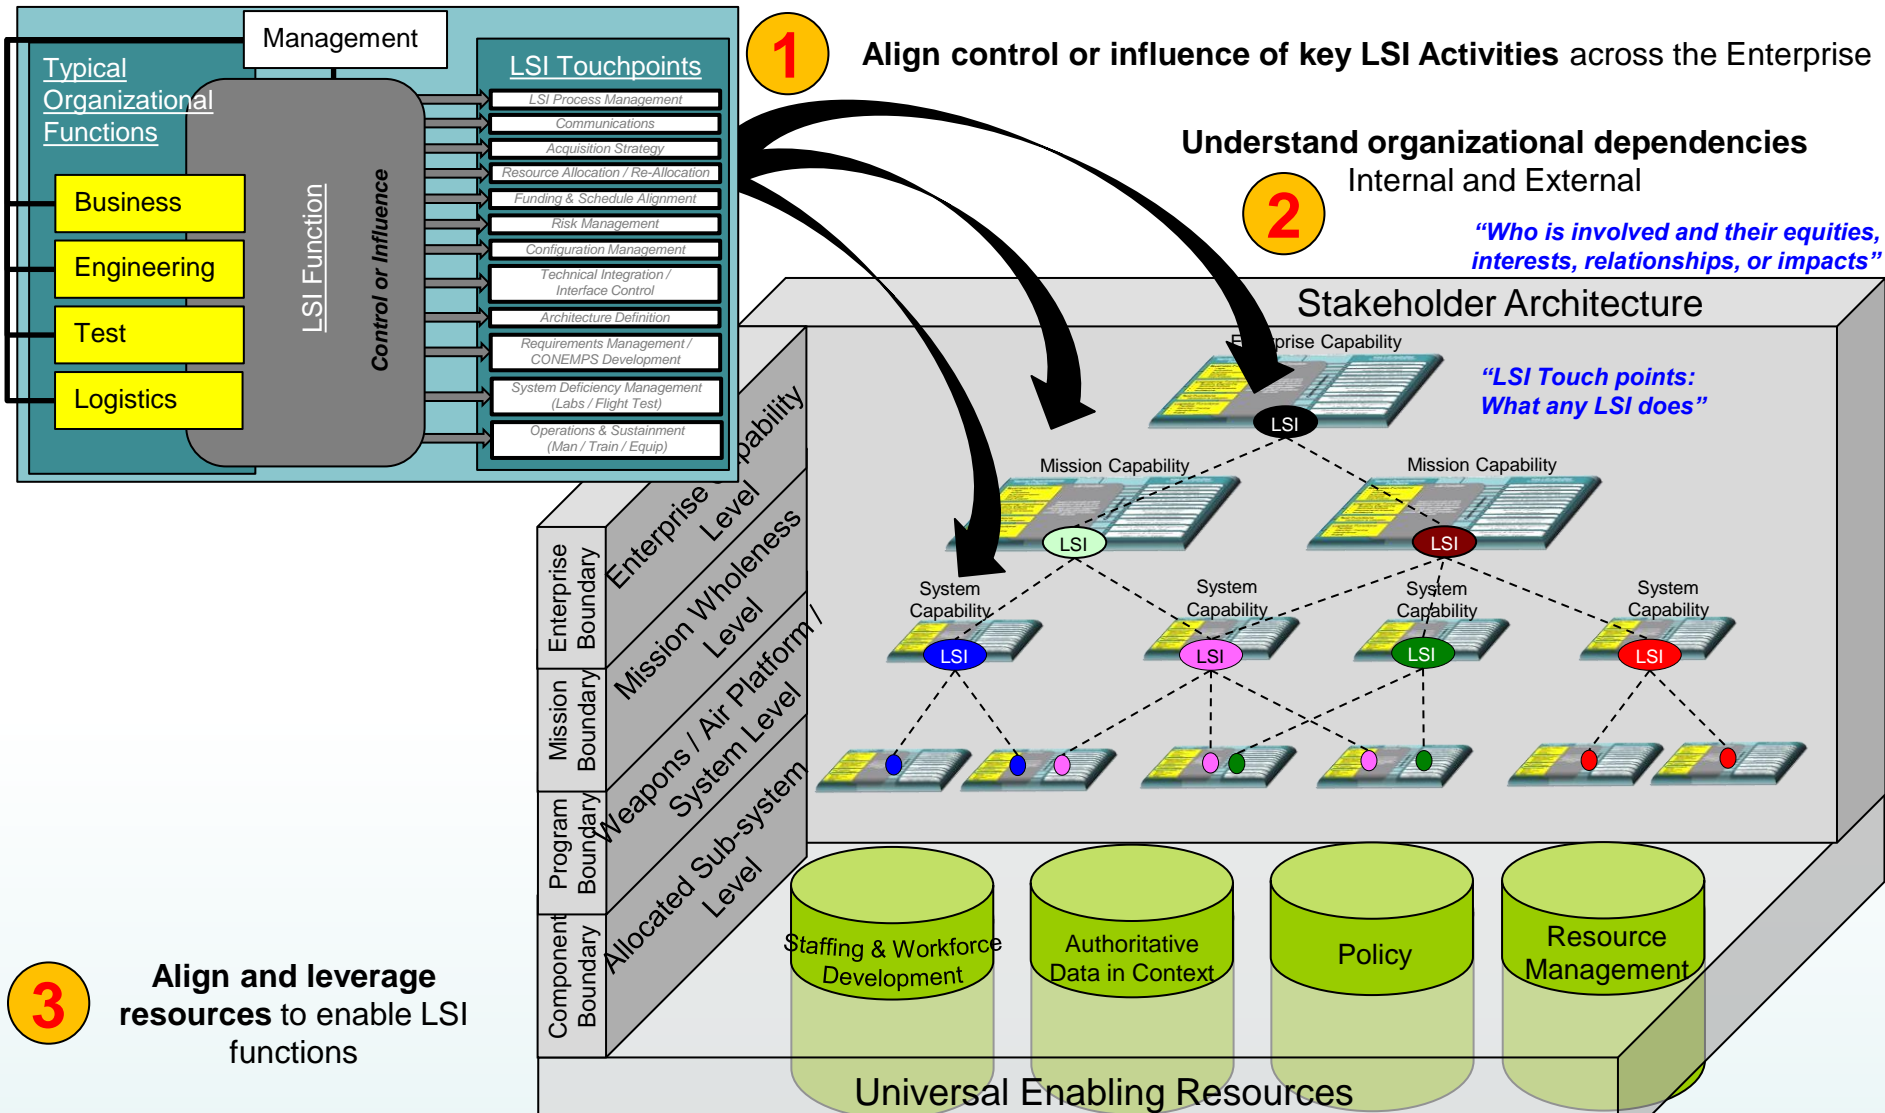 Management
Typical
Organizational
Functions
Business
Engineering
Test
Logistics
LSI Function
Control or Influence
LSI Touchpoints
LSI Process Management
Communications
Acquisition Strategy
Resource Allocation / Re-Allocation
Funding & Schedule Alignment
Risk Management
Configuration Management
Technical Integration /
Interface Control
Architecture Definition
Requirements Management /
CONEMPS Development
System Deficiency Management
(Labs / Flight Test)
Operations & Sustainment
(Man / Train / Equip)
1
Align control or influence of key LSI Activities across the Enterprise
Understand organizational dependencies
Internal and External
2
“Who is involved and their equities,
interests, relationships, or impacts”
Stakeholder Architecture
Enterprise Capability
“LSI Touch points:
What any LSI does”
LSI
Mission Capability
Mission Capability
LSI
LSI
System
Capability
System
Capability
System
Capability
System
Capability
LSI
LSI
LSI
LSI
Enterprise
Boundary
Mission
Boundary
Program
Boundary
Component
Boundary
Enterprise Capability
Level
Mission Wholeness
Level
Weapons / Air Platform /
System Level
Allocated Sub-system
Level
Staffing & Workforce
Development
Authoritative
Data in Context
Policy
Resource
Management
3
Align and leverage
resources to enable LSI
functions
Universal Enabling Resources